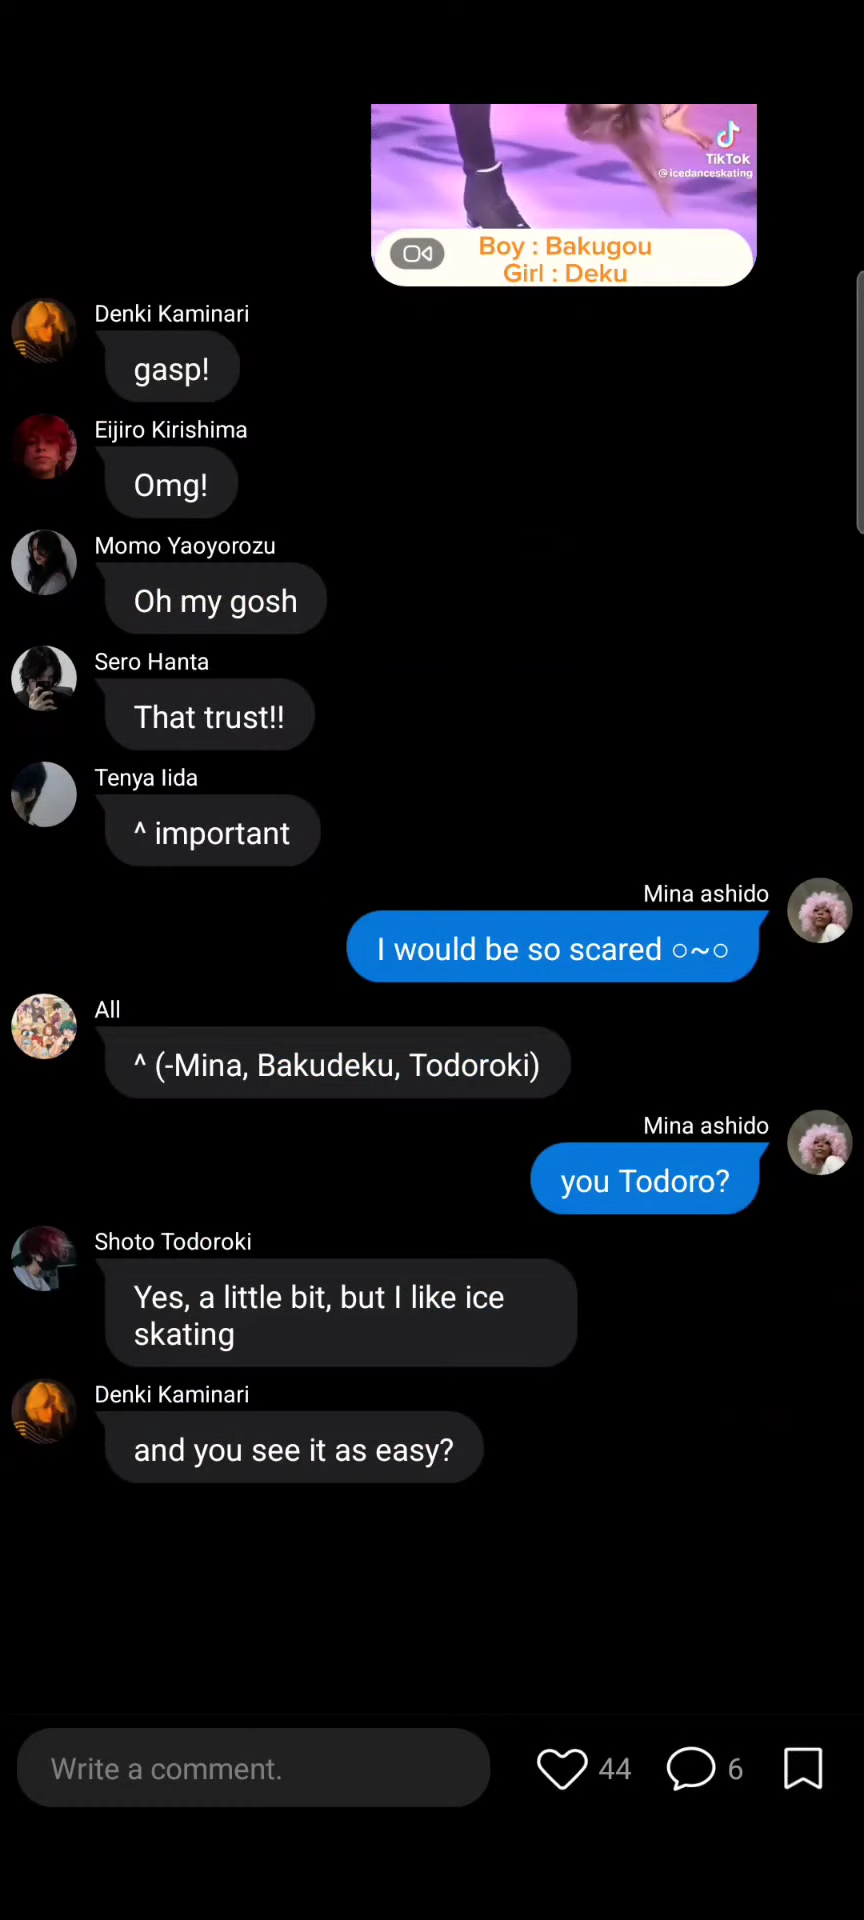 TikTok
@icedanceskating
Boy : Bakugou
Girl : Deku
Denki Kaminari
gasp!
Eijiro Kirishima
Omg!
Momo Yaoyorozu
Oh my gosh
Sero Hanta
That trust!!
Tenya Iida
^ important
Mina ashido
I would be so scared ○~○
All
^ (-Mina, Bakudeku, Todoroki)
Mina ashido
you Todoro?
Shoto Todoroki
Yes, a little bit, but I like ice
skating
Denki Kaminari
and you see it as easy?
Write a comment.
44
6